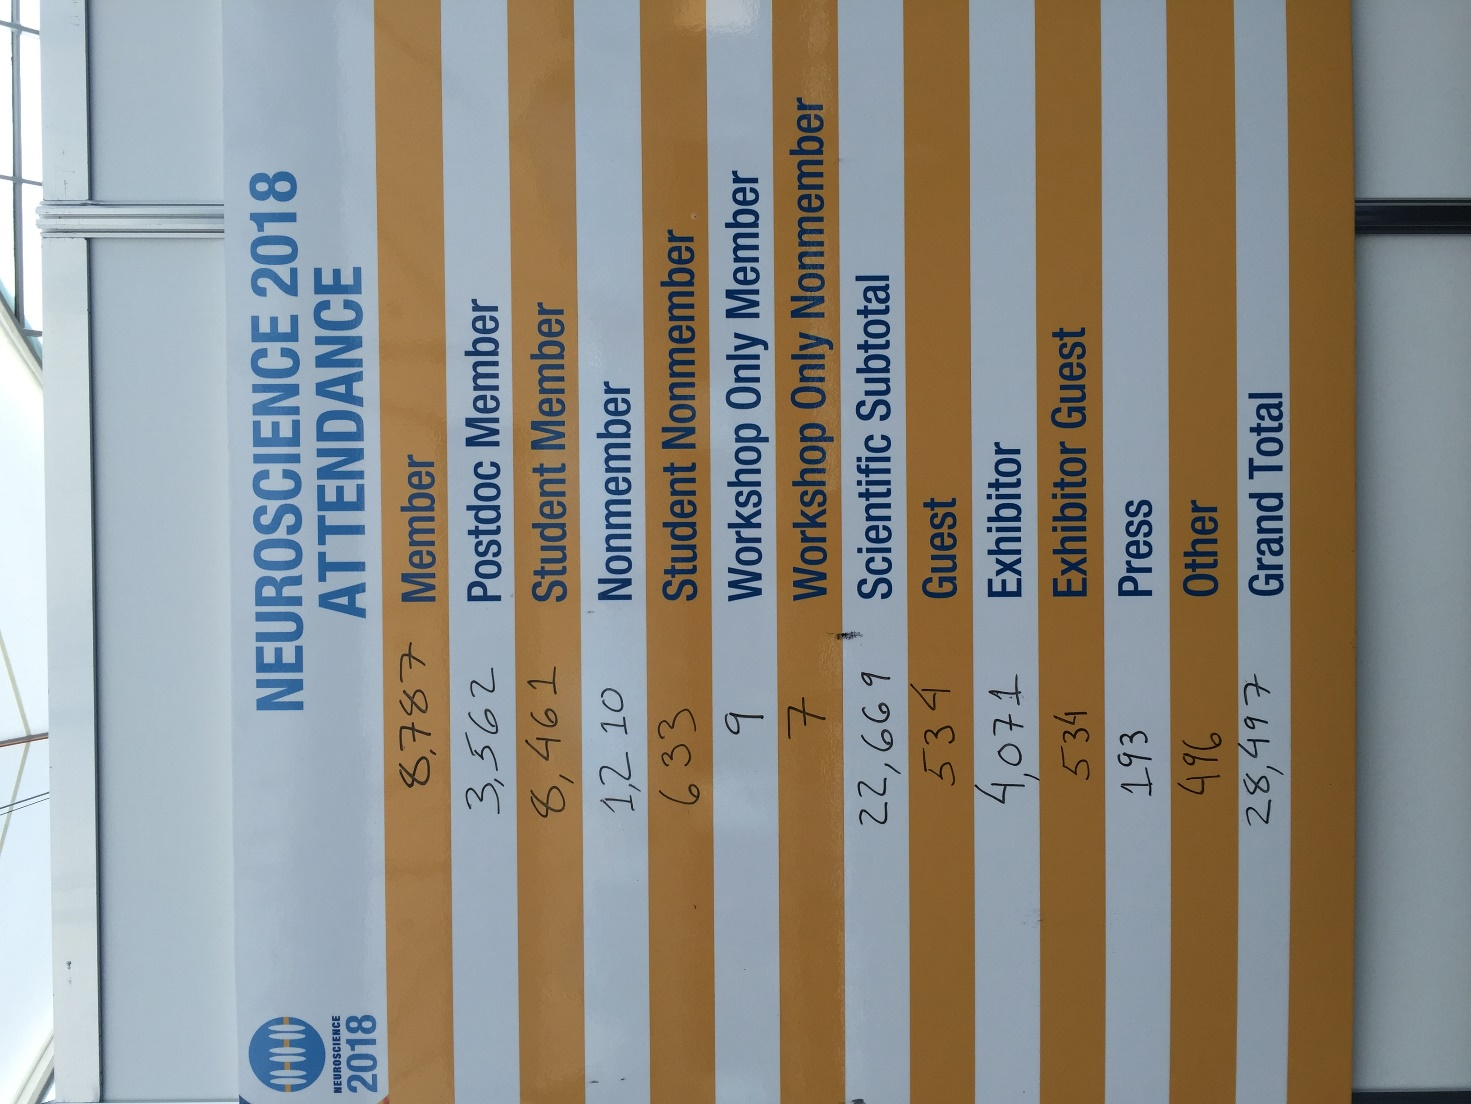 NEUROSCIENCE
2018
NEUROSCIENCE 2018
ATTENDANCE
8,787 Member
3,562 Postdoc Member
8,461 Student Member
1,210 Nonmember
633 Student Nonmember
9 Workshop Only Member
7 Workshop Only Nonmember
22,669 Scientific Subtotal
534 Guest
4,071 Exhibitor
534 Exhibitor Guest
193 Press
496 Other
28,497 Grand Total